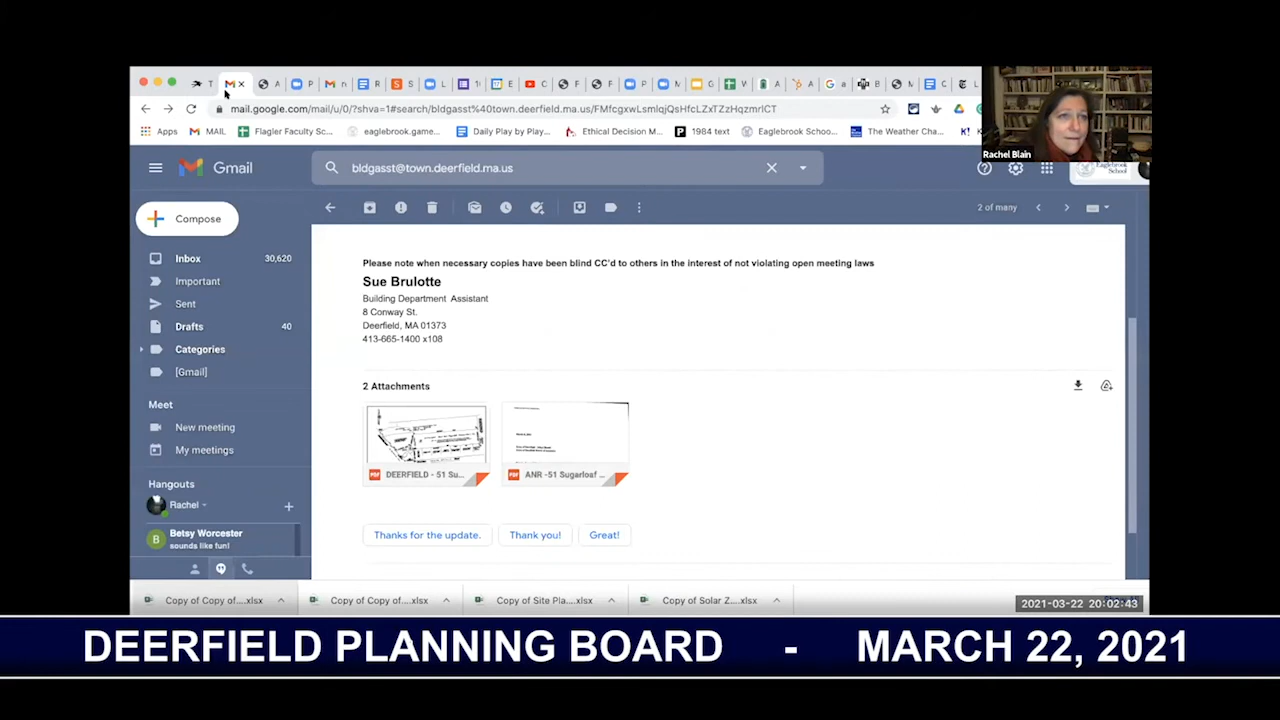 mail.google.com/mail/u/0/?shva=1#search/bldgasst%40town.deerfield.ma.us/FMfcgxwLsmlqjQsHfcLZxTZzHqzmrlCT
Apps MAIL Flagler Faculty Sc... eaglebrook.game... Daily Play by Play... Ethical Decision M... 1984 text Eaglebrook Schoo... The Weather Cha...
Rachel Blain
Gmail
bldgasst@town.deerfield.ma.us
Eaglebrook School
Compose
2 of many
Inbox 30,620
Important
Sent
Drafts 40
Categories
[Gmail]
Meet
New meeting
My meetings
Hangouts
Rachel
B
Betsy Worcester
sounds like fun!
Please note when necessary copies have been blind CC'd to others in the interest of not violating open meeting laws
Sue Brulotte
Building Department Assistant
8 Conway St.
Deerfield, MA 01373
413-665-1400 x108
2 Attachments
PDF DEERFIELD - 51 Su...
PDF ANR -51 Sugarloaf ...
Thanks for the update. Thank you! Great!
Copy of Copy of....xlsx Copy of Copy of....xlsx Copy of Site Pla....xlsx Copy of Solar Z....xlsx
2021-03-22 20:02:43
DEERFIELD PLANNING BOARD - MARCH 22, 2021